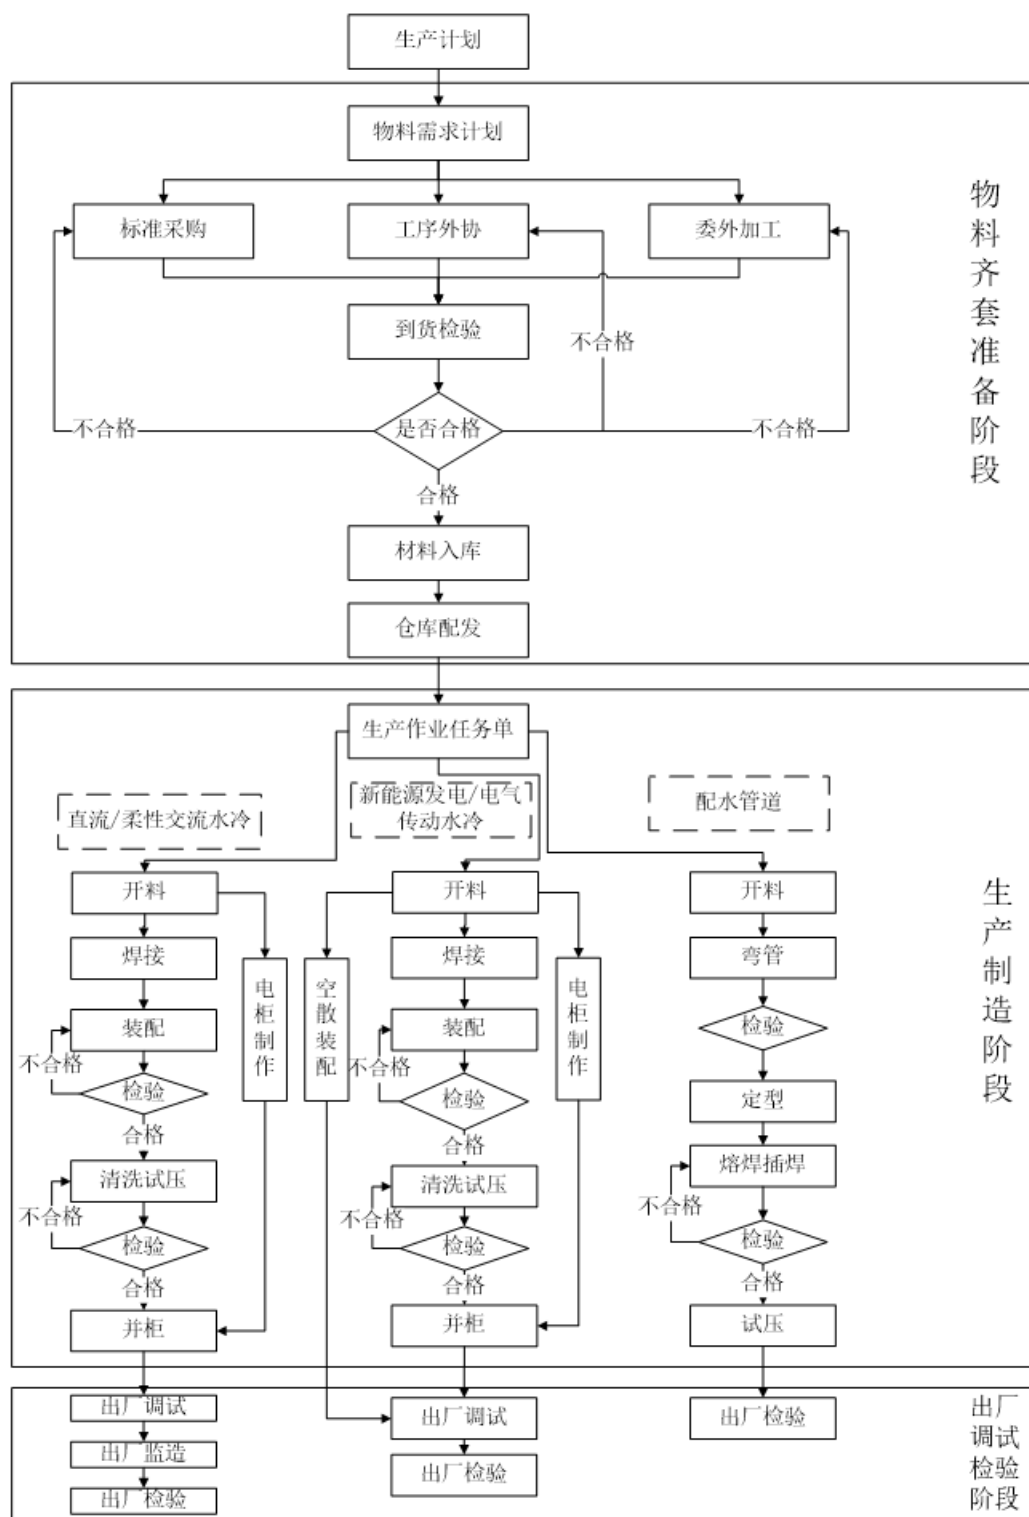 生产计划
物料需求计划
标准采购
工序外协
委外加工
到货检验
不合格
不合格
是否合格
不合格
合格
材料入库
仓库配发
物料齐套准备阶段
生产作业任务单
直流/柔性交流水冷
新能源发电/电气
传动水冷
配水管道
开料
焊接
装配
不合格
检验
合格
清洗试压
不合格
检验
合格
并柜
电柜制作
空散装配
开料
焊接
装配
不合格
检验
合格
清洗试压
不合格
检验
合格
并柜
电柜制作
开料
弯管
检验
定型
熔焊插焊
不合格
检验
合格
试压
生产制造阶段
出厂调试
出厂监造
出厂检验
出厂调试
出厂检验
出厂检验
出厂
调试
检验
阶段